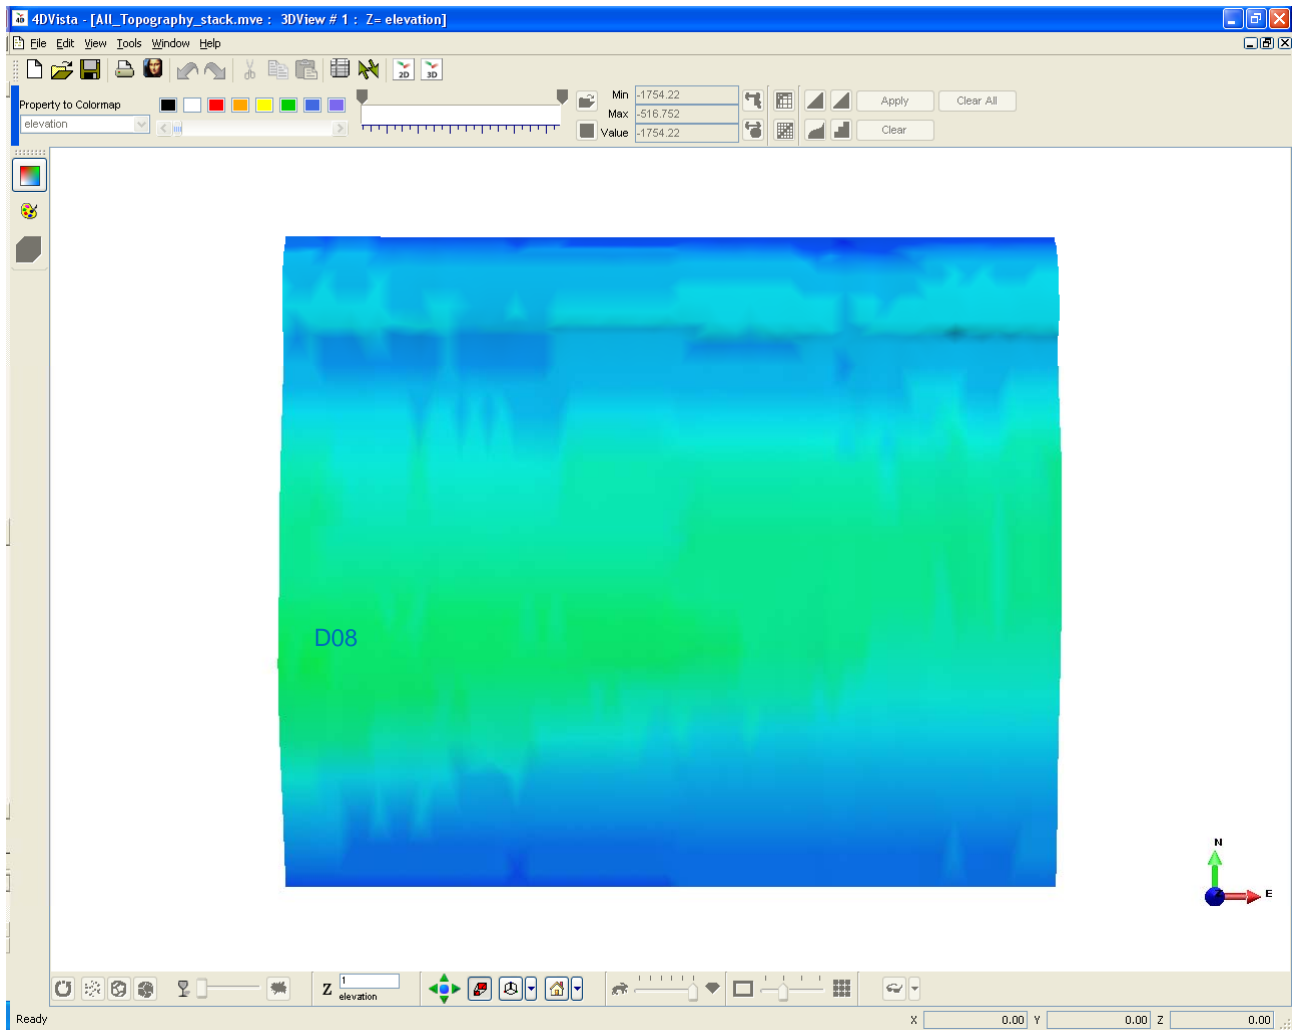 4DVista - [All_Topography_stack.mve : 3DView # 1 : Z= elevation]
File Edit View Tools Window Help
2D 3D
Property to Colormap
elevation
Min -1754.22
Max -516.752
Value -1754.22
Apply Clear All
Clear
D08
N
E
Z 1
elevation
Ready
X 0.00 Y 0.00 Z 0.00